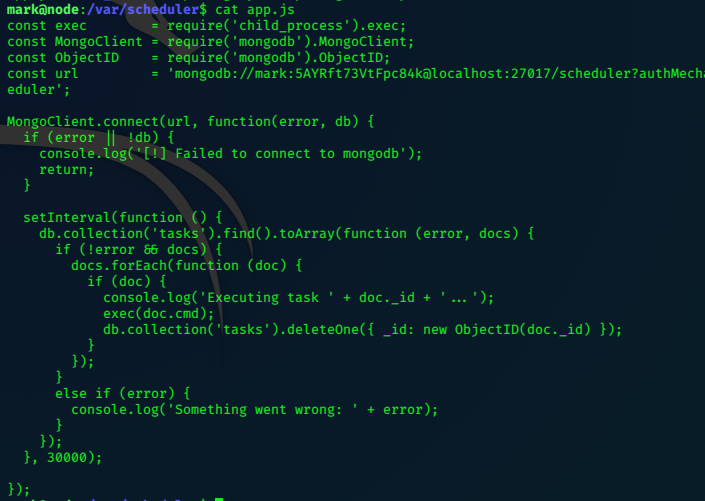 mark@node:/var/scheduler$ cat app.js
const exec        = require('child_process').exec;
const MongoClient = require('mongodb').MongoClient;
const ObjectID    = require('mongodb').ObjectID;
const url         = 'mongodb://mark:5AYRft73VtFpc84k@localhost:27017/scheduler?authMecha
eduler';

MongoClient.connect(url, function(error, db) {
  if (error || !db) {
    console.log('[!] Failed to connect to mongodb');
    return;
  }

  setInterval(function () {
    db.collection('tasks').find().toArray(function (error, docs) {
      if (!error && docs) {
        docs.forEach(function (doc) {
          if (doc) {
            console.log('Executing task ' + doc._id + '...');
            exec(doc.cmd);
            db.collection('tasks').deleteOne({ _id: new ObjectID(doc._id) });
          }
        });
      }
      else if (error) {
        console.log('Something went wrong: ' + error);
      }
    });
  }, 30000);

});